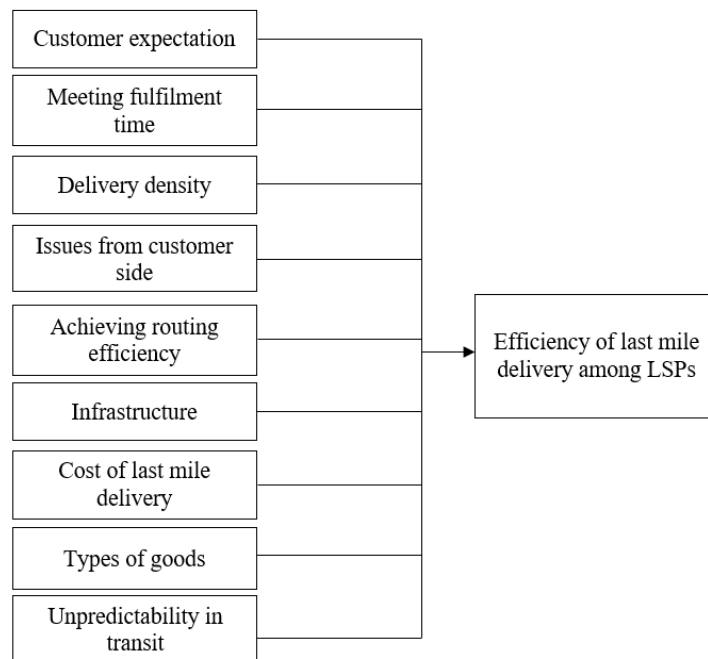 Customer expectation
Meeting fulfilment
time
Delivery density
Issues from customer
side
Achieving routing
efficiency
Infrastructure
Cost of last mile
delivery
Types of goods
Unpredictability in
transit
Efficiency of last mile
delivery among LSPs